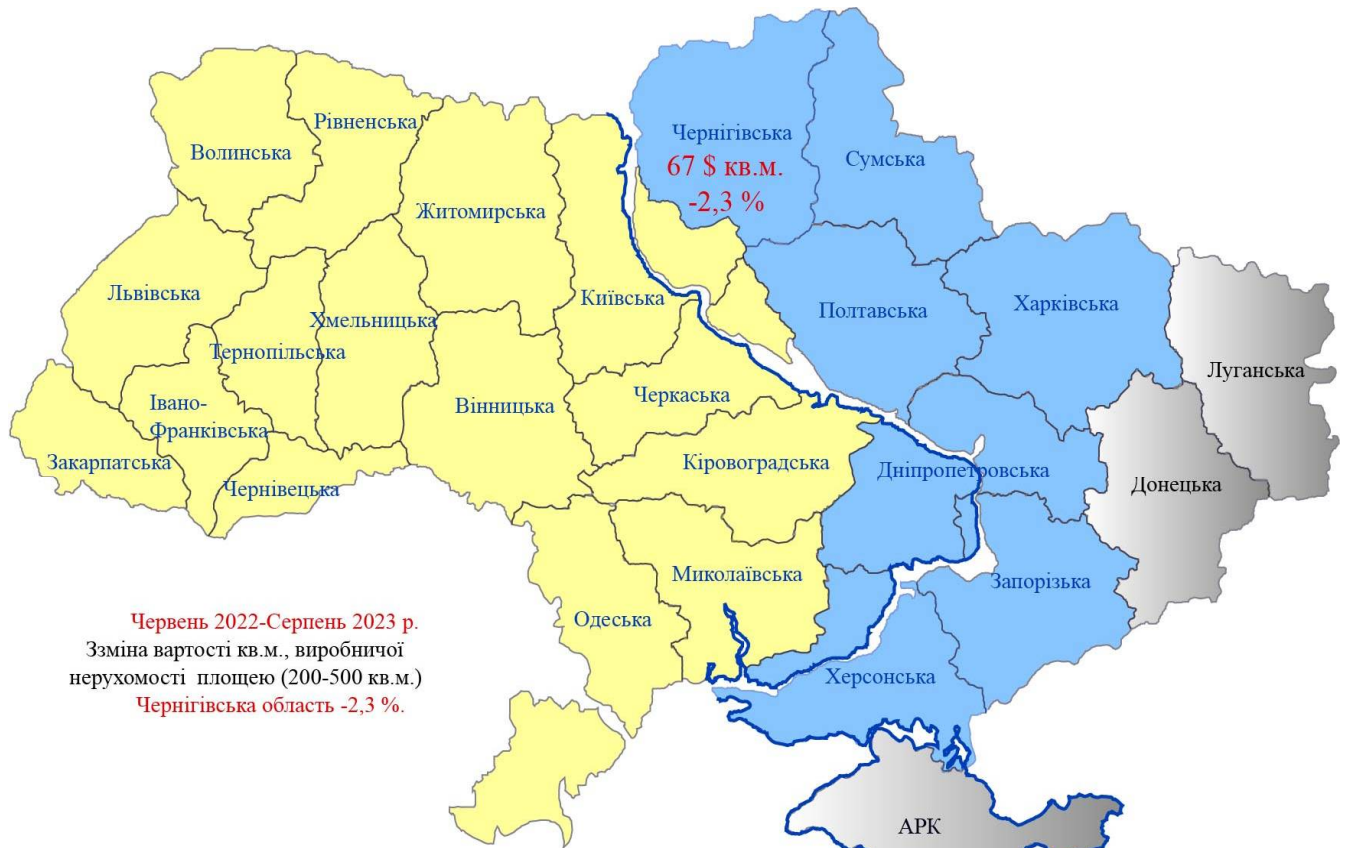 Рівненська
Волинська
Чернігівська
67 $ кв.м.
-2,3 %
Сумська
Житомирська
Львівська
Хмельницька
Тернопільська
Київська
Полтавська
Харківська
Луганська
Івано-
Франківська
Вінницька
Черкаська
Закарпатська
Чернівецька
Кіровоградська
Дніпропетровська
Донецька
Миколаївська
Запорізька
Одеська
Херсонська
Червень 2022-Серпень 2023 р.
Ззміна вартості кв.м., виробничої
нерухомості площею (200-500 кв.м.)
Чернігівська область -2,3 %.
АРК